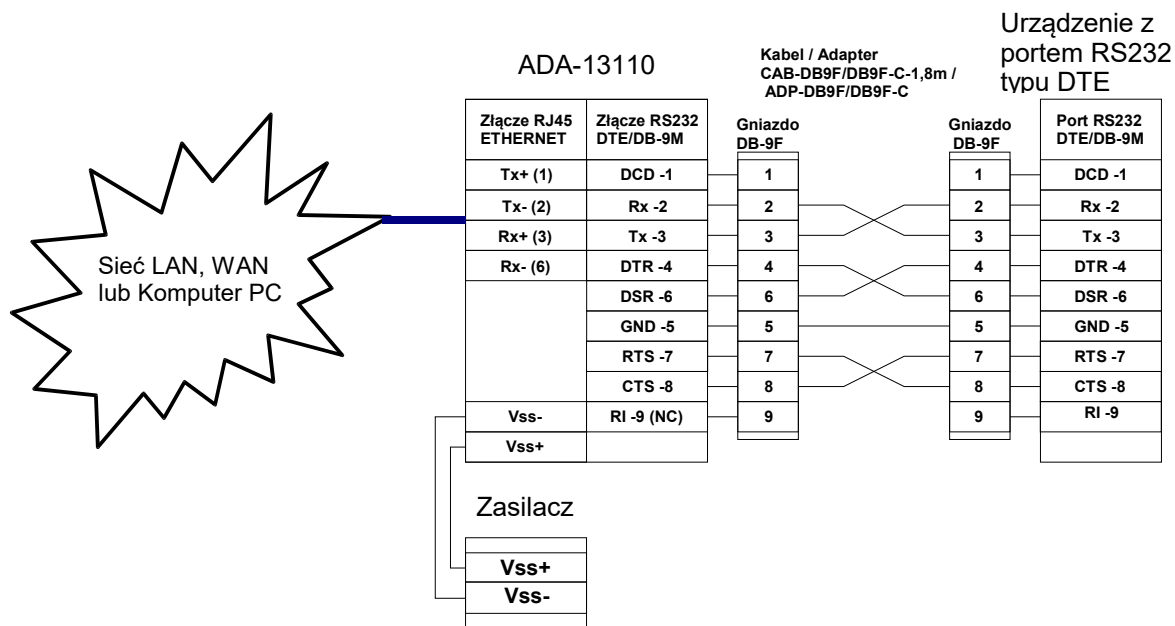 Urządzenie z
portem RS232
typu DTE
ADA-13110
Kabel / Adapter
CAB-DB9F/DB9F-C-1,8m /
ADP-DB9F/DB9F-C
Złącze RJ45
ETHERNET
Złącze RS232
DTE/DB-9M
Gniazdo
DB-9F
Gniazdo
DB-9F
Port RS232
DTE/DB-9M
Tx+ (1) DCD -1 1 1 DCD -1
Tx- (2) Rx -2 2 2 Rx -2
Rx+ (3) Tx -3 3 3 Tx -3
Rx- (6) DTR -4 4 4 DTR -4
DSR -6 6 6 DSR -6
GND -5 5 5 GND -5
RTS -7 7 7 RTS -7
CTS -8 8 8 CTS -8
Vss- RI -9 (NC) 9 9 RI -9
Vss+
Sieć LAN, WAN
lub Komputer PC
Zasilacz
Vss+
Vss-